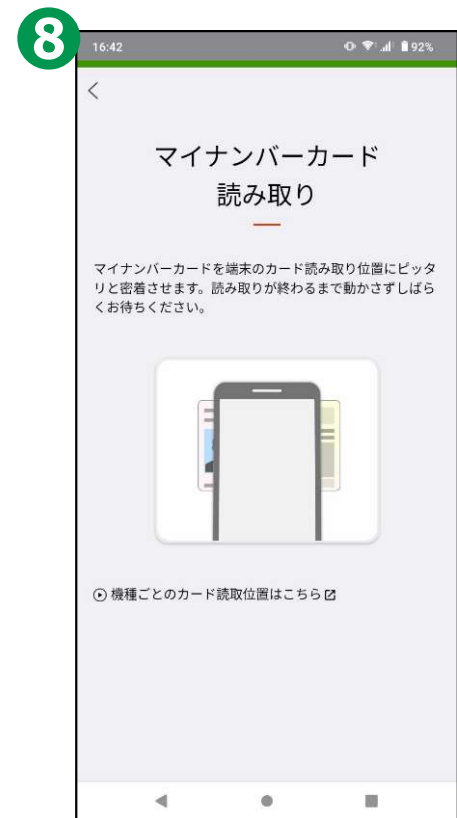 8
16:42 92%
マイナンバーカード
読み取り
マイナンバーカードを端末のカード読み取り位置にピッタ
リと密着させます。読み取りが終わるまで動かさずしばら
くお待ちください。
機種ごとのカード読取位置はこちら